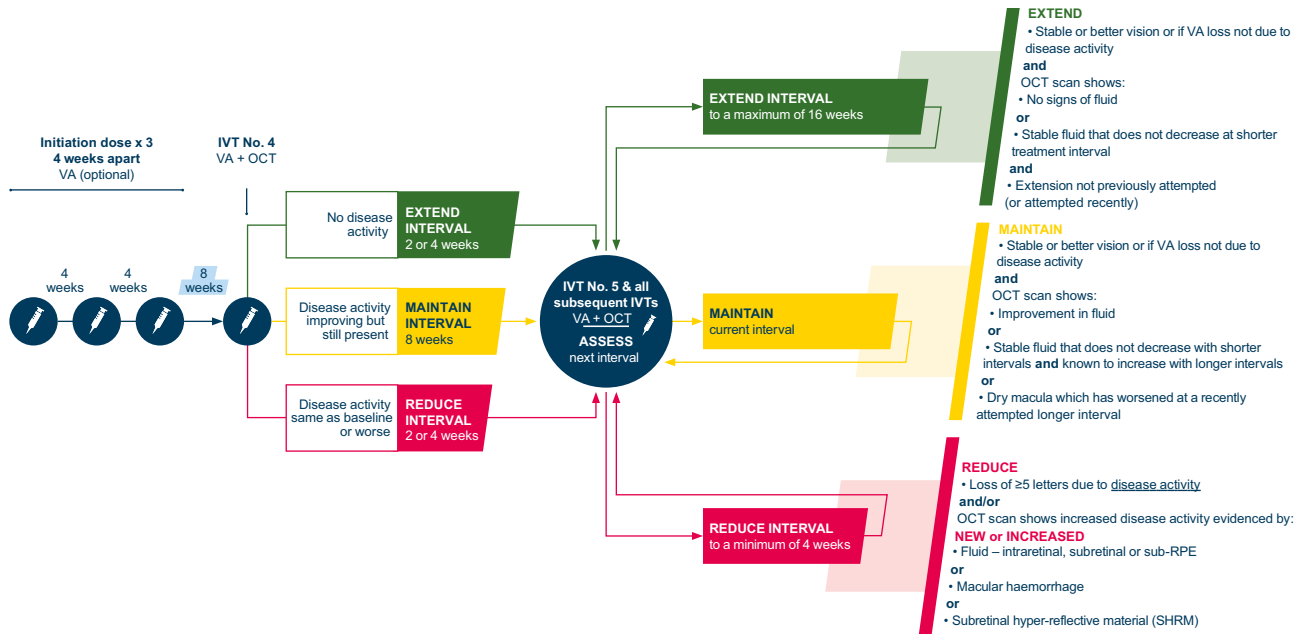 Initiation dose x 3
4 weeks apart
VA (optional)
IVT No. 4
VA + OCT
4
weeks
4
weeks
8
weeks
No disease
activity
EXTEND
INTERVAL
2 or 4 weeks
Disease activity
improving but
still present
MAINTAIN
INTERVAL
8 weeks
Disease activity
same as baseline
or worse
REDUCE
INTERVAL
2 or 4 weeks
IVT No. 5 & all
subsequent IVTs
VA + OCT
ASSESS
next interval
EXTEND INTERVAL
to a maximum of 16 weeks
MAINTAIN
current interval
REDUCE INTERVAL
to a minimum of 4 weeks
EXTEND
• Stable or better vision or if VA loss not due to
disease activity
and
OCT scan shows:
• No signs of fluid
or
• Stable fluid that does not decrease at shorter
treatment interval
and
• Extension not previously attempted
(or attempted recently)
MAINTAIN
• Stable or better vision or if VA loss not due to
disease activity
and
OCT scan shows:
• Improvement in fluid
or
• Stable fluid that does not decrease with shorter
intervals and known to increase with longer intervals
or
• Dry macula which has worsened at a recently
attempted longer interval
REDUCE
• Loss of ≥5 letters due to disease activity
and/or
OCT scan shows increased disease activity evidenced by:
NEW or INCREASED
• Fluid – intraretinal, subretinal or sub-RPE
or
• Macular haemorrhage
or
• Subretinal hyper-reflective material (SHRM)